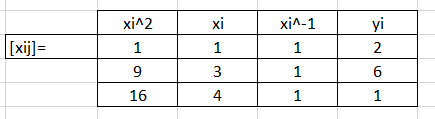 xi^2 xi xi^-1 yi
[xij]= 1 1 1 2
9 3 1 6
16 4 1 1